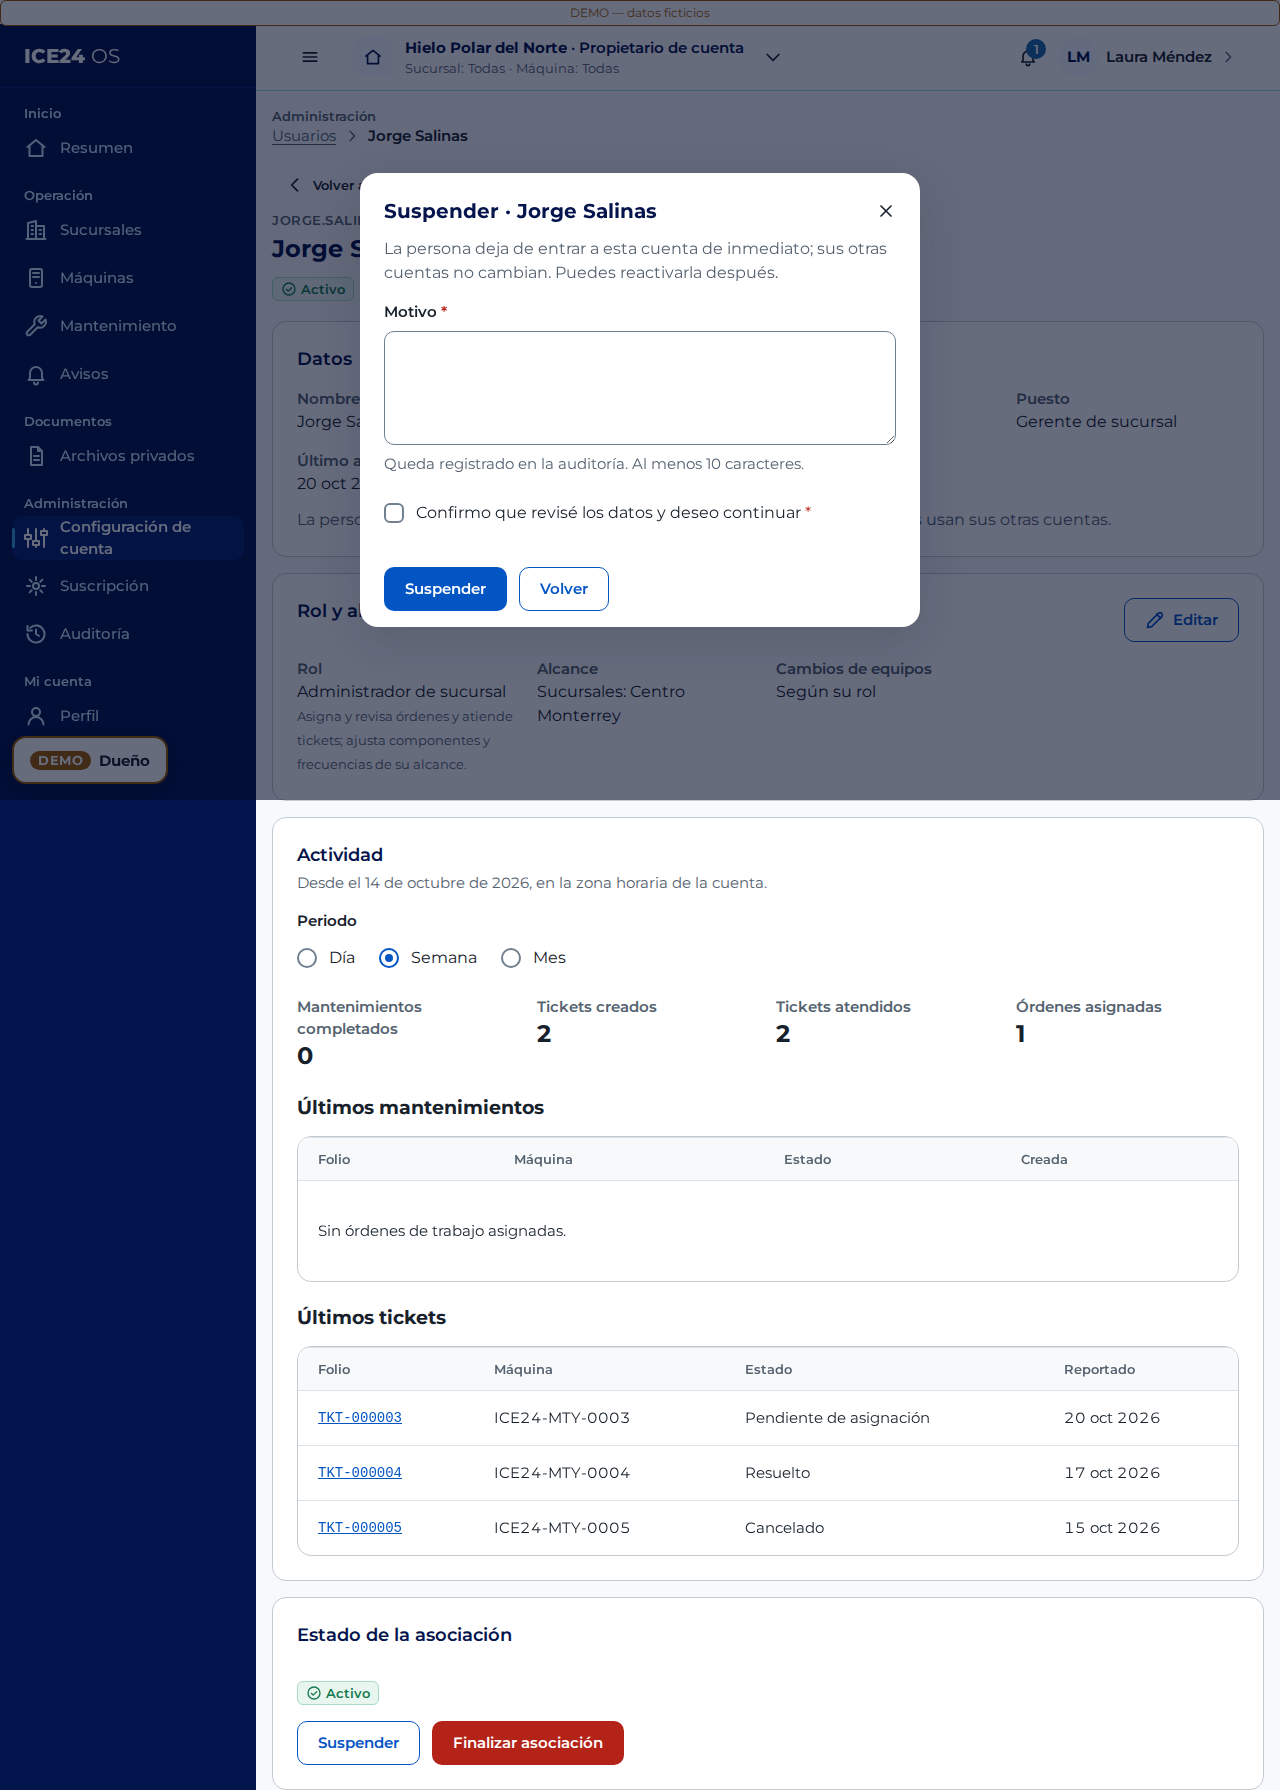 DEMO — datos ficticios
ICE24 OS
Hielo Polar del Norte · Propietario de cuenta
Sucursal: Todas · Máquina: Todas
1
LM
Laura Méndez
Inicio
Resumen
Operación
Sucursales
Máquinas
Mantenimiento
Avisos
Documentos
Archivos privados
Administración
Configuración de
cuenta
Suscripción
Auditoría
Mi cuenta
Perfil
DEMO Dueño
Administración
Usuarios > Jorge Salinas
Volver
JORGE.SALI
Jorge S
Activo
Datos
Nombre
Jorge Sa
Puesto
Gerente de sucursal
Último a
20 oct 2
La perso
usan sus otras cuentas.
Suspender · Jorge Salinas
La persona deja de entrar a esta cuenta de inmediato; sus otras
cuentas no cambian. Puedes reactivarla después.
Motivo *
Queda registrado en la auditoría. Al menos 10 caracteres.
Confirmo que revisé los datos y deseo continuar *
Suspender
Volver
Rol y al
Editar
Rol
Administrador de sucursal
Asigna y revisa órdenes y atiende
tickets; ajusta componentes y
frecuencias de su alcance.
Alcance
Sucursales: Centro
Monterrey
Cambios de equipos
Según su rol
Actividad
Desde el 14 de octubre de 2026, en la zona horaria de la cuenta.
Periodo
Día
Semana
Mes
Mantenimientos
completados
0
Tickets creados
2
Tickets atendidos
2
Órdenes asignadas
1
Últimos mantenimientos
Folio Máquina Estado Creada
Sin órdenes de trabajo asignadas.
Últimos tickets
Folio Máquina Estado Reportado
TKT-000003 ICE24-MTY-0003 Pendiente de asignación 20 oct 2026
TKT-000004 ICE24-MTY-0004 Resuelto 17 oct 2026
TKT-000005 ICE24-MTY-0005 Cancelado 15 oct 2026
Estado de la asociación
Activo
Suspender
Finalizar asociación